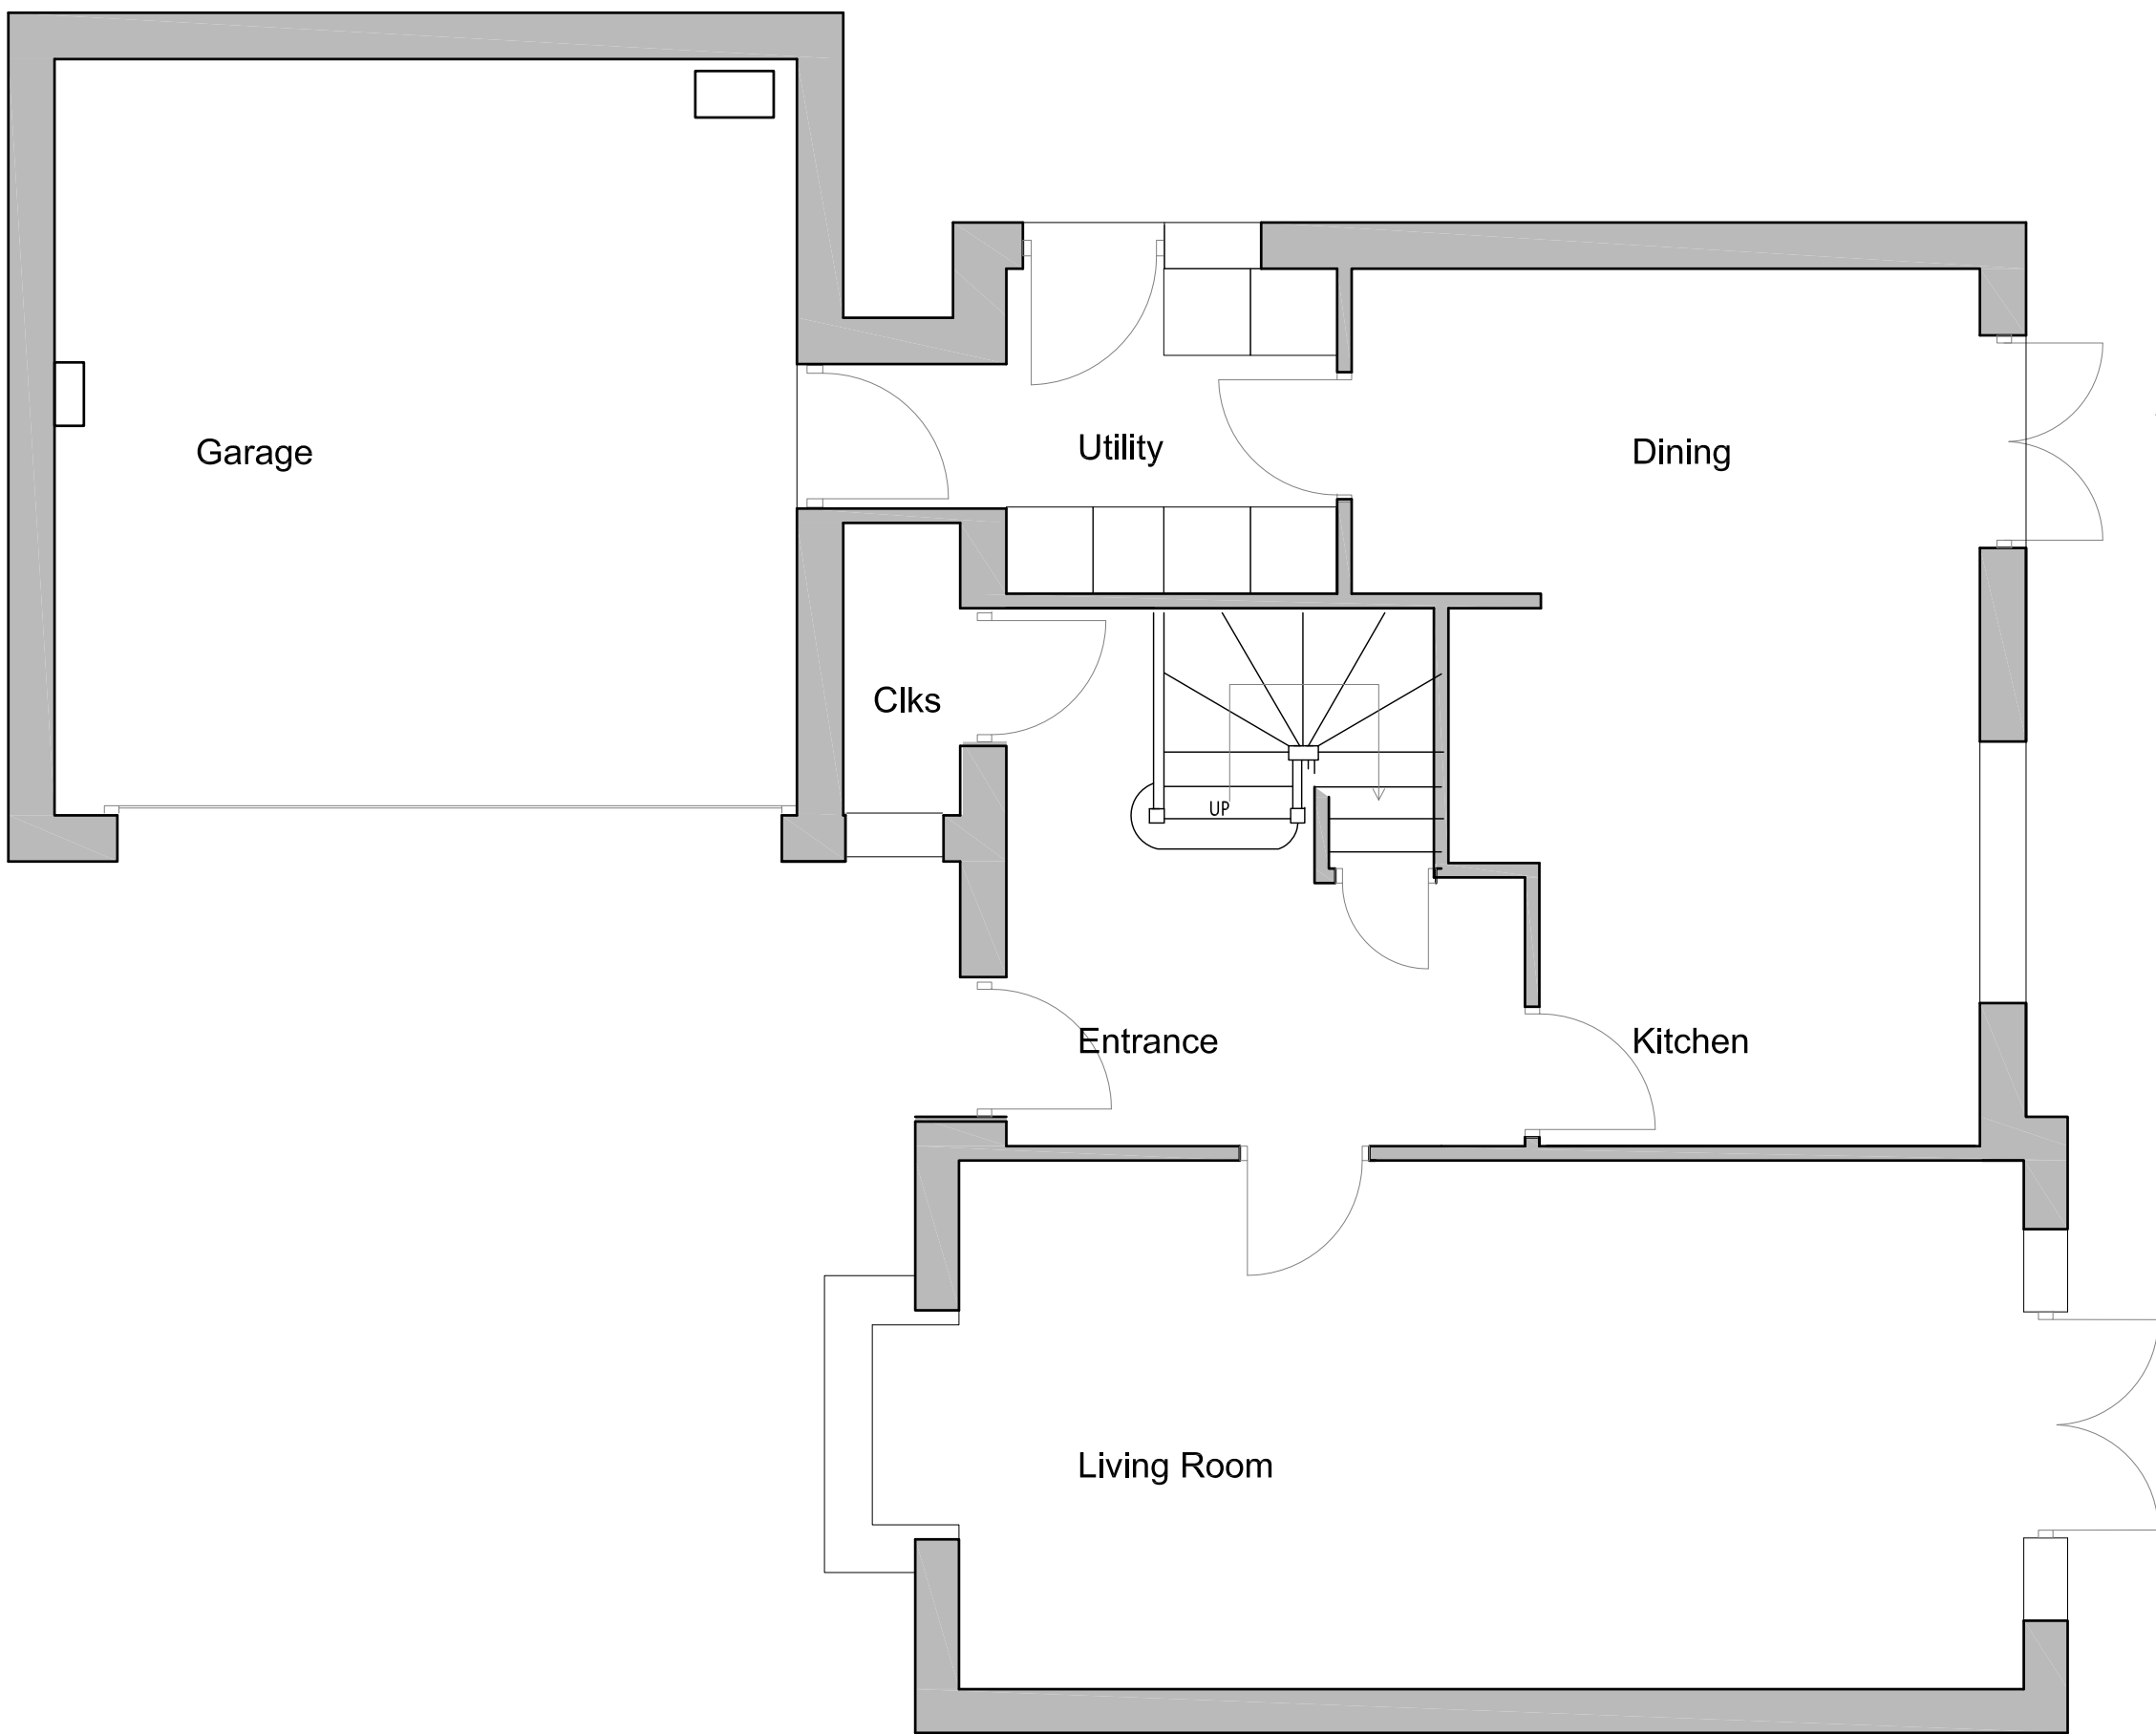 Garage
Utility
Dining
Clks
UP
Entrance
Kitchen
Living Room